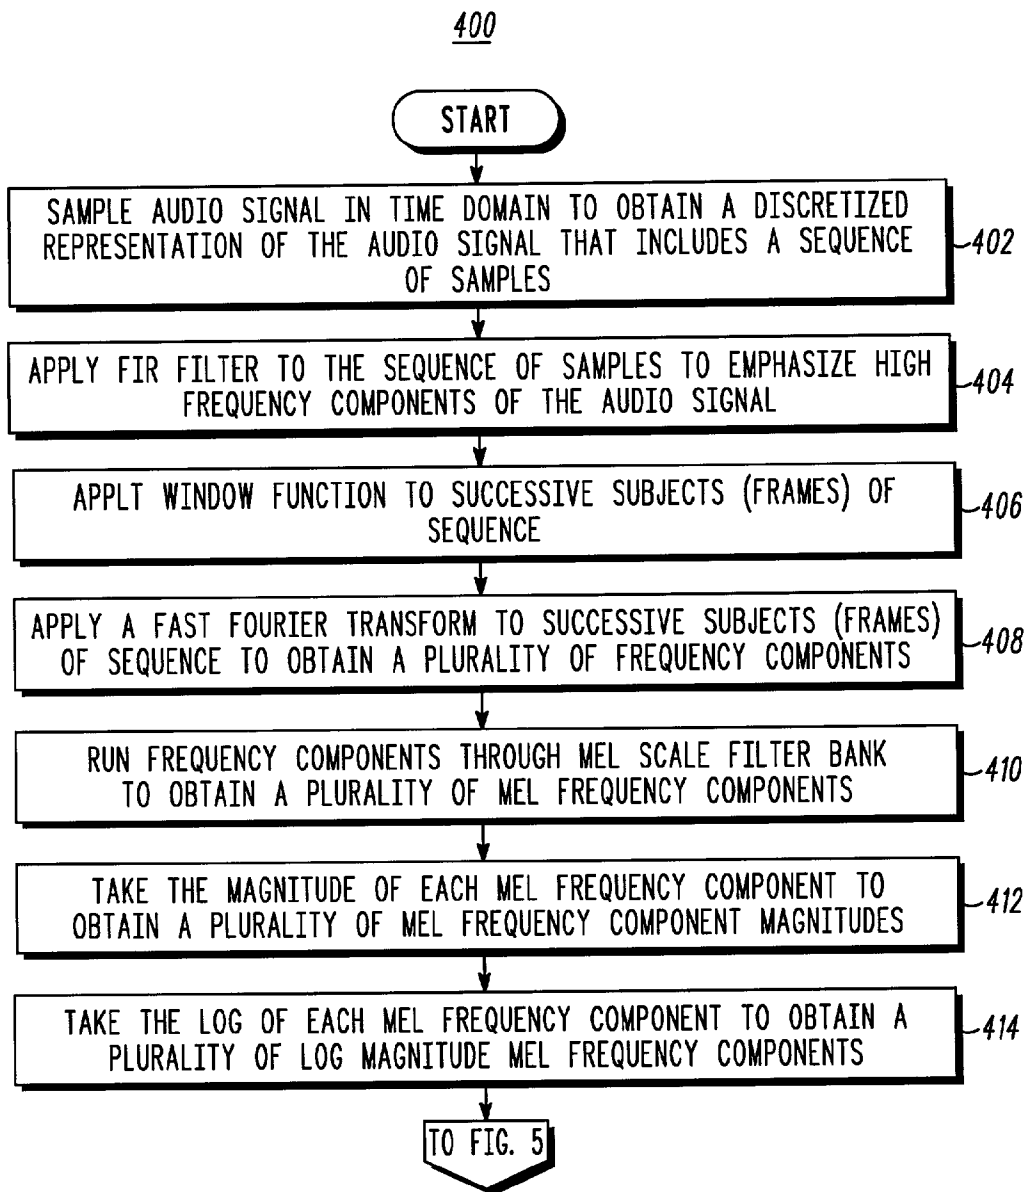 400
START
SAMPLE AUDIO SIGNAL IN TIME DOMAIN TO OBTAIN A DISCRETIZED
REPRESENTATION OF THE AUDIO SIGNAL THAT INCLUDES A SEQUENCE
OF SAMPLES
402
APPLY FIR FILTER TO THE SEQUENCE OF SAMPLES TO EMPHASIZE HIGH
FREQUENCY COMPONENTS OF THE AUDIO SIGNAL
404
APPLT WINDOW FUNCTION TO SUCCESSIVE SUBJECTS (FRAMES) OF
SEQUENCE
406
APPLY A FAST FOURIER TRANSFORM TO SUCCESSIVE SUBJECTS (FRAMES)
OF SEQUENCE TO OBTAIN A PLURALITY OF FREQUENCY COMPONENTS
408
RUN FREQUENCY COMPONENTS THROUGH MEL SCALE FILTER BANK
TO OBTAIN A PLURALITY OF MEL FREQUENCY COMPONENTS
410
TAKE THE MAGNITUDE OF EACH MEL FREQUENCY COMPONENT TO
OBTAIN A PLURALITY OF MEL FREQUENCY COMPONENT MAGNITUDES
412
TAKE THE LOG OF EACH MEL FREQUENCY COMPONENT TO OBTAIN A
PLURALITY OF LOG MAGNITUDE MEL FREQUENCY COMPONENTS
414
TO FIG. 5